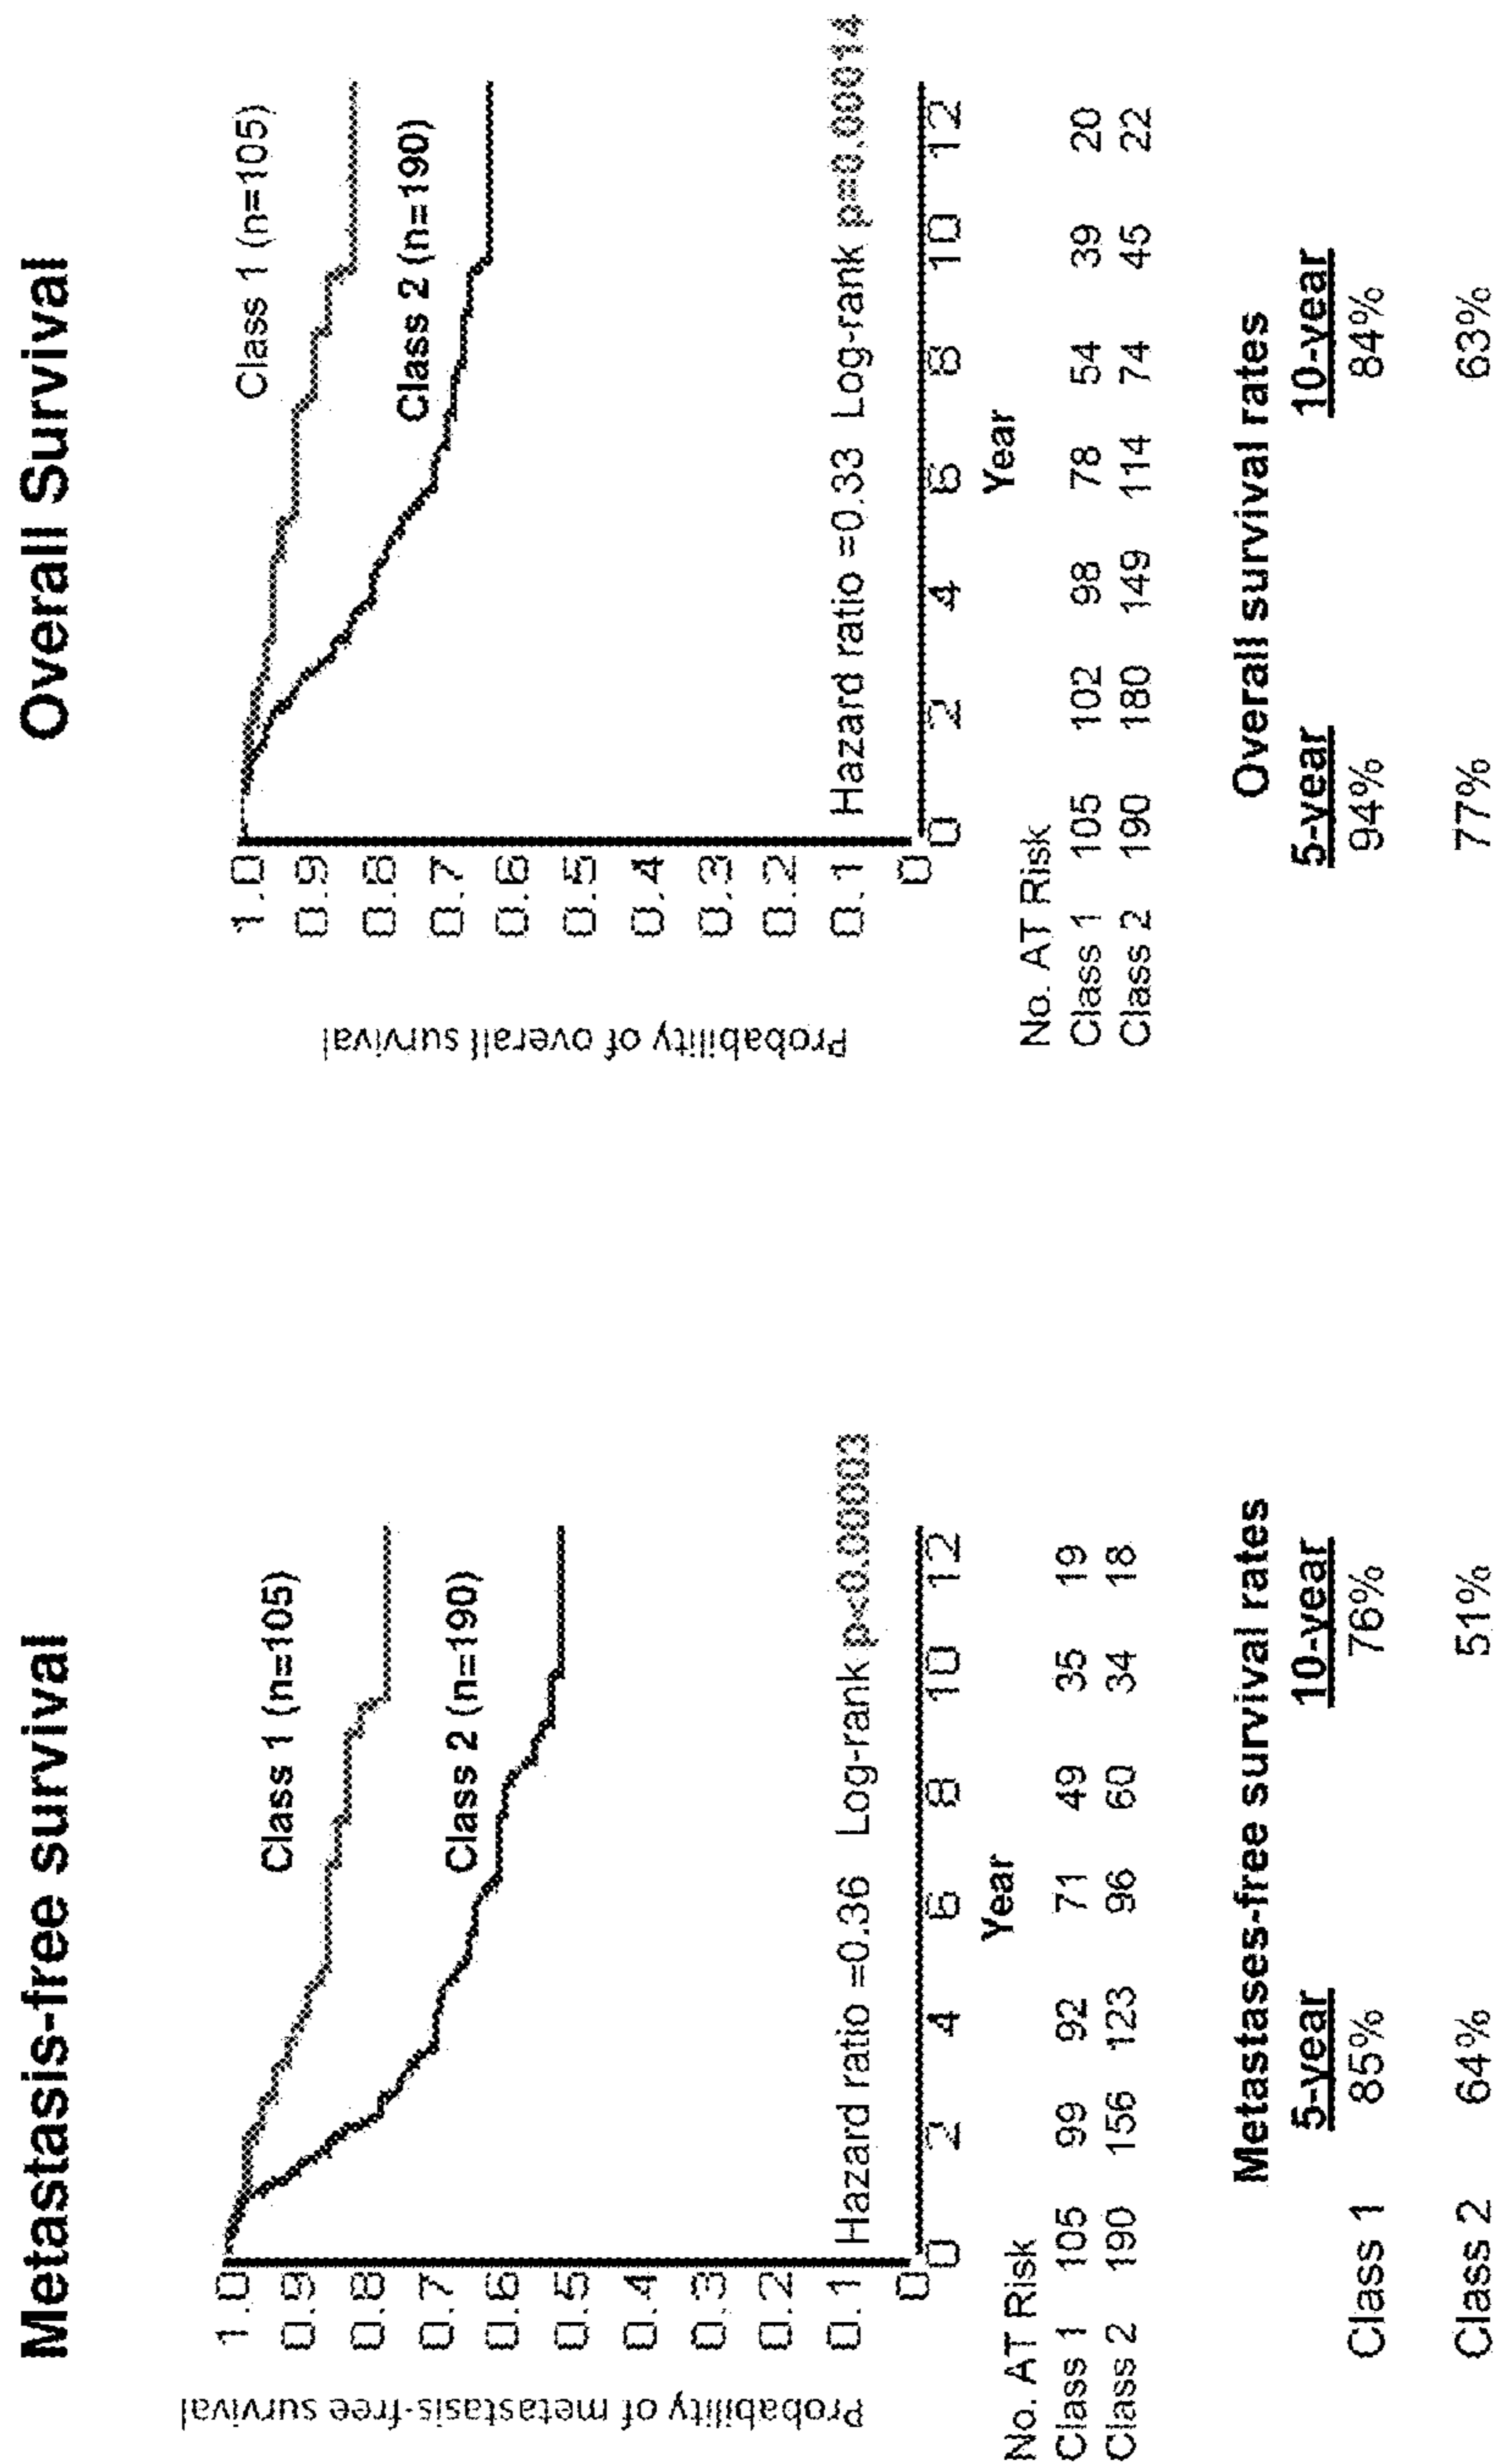 Metastasis-free survival
Probability of metastasis-free survival
1.0
0.9
0.8
0.7
0.6
0.5
0.4
0.3
0.2
0.1
0
Class 1 (n=105)
Class 2 (n=190)
Hazard ratio =0.36 Log-rank p<0.00003
0 2 4 6 8 10 12
Year
No. AT Risk
Class 1 105 99 92 71 49 35 19
Class 2 190 156 123 96 60 34 18
Metastases-free survival rates
5-year 10-year
Class 1 85% 76%
Class 2 64% 51%
Overall Survival
Probability of overall survival
1.0
0.9
0.8
0.7
0.6
0.5
0.4
0.3
0.2
0.1
0
Class 1 (n=105)
Class 2 (n=190)
Hazard ratio =0.33 Log-rank p=0.00014
0 2 4 6 8 10 12
Year
No. AT Risk
Class 1 105 102 98 78 54 39 20
Class 2 190 180 149 114 74 45 22
Overall survival rates
5-year 10-year
94% 84%
77% 63%